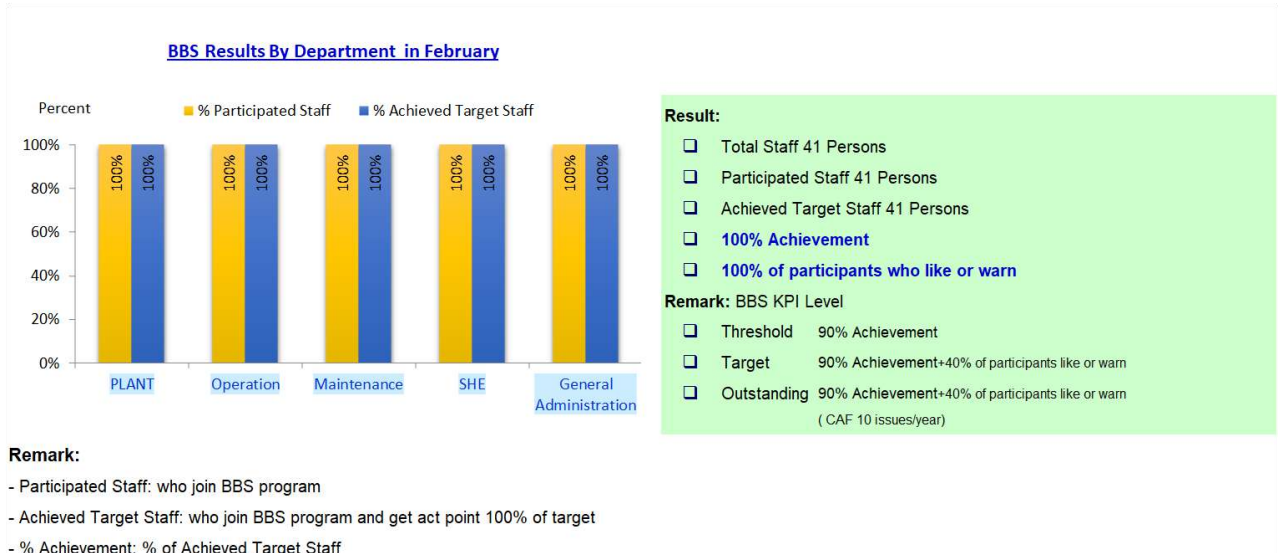 BBS Results By Department in February
Percent
% Participated Staff
% Achieved Target Staff
100%
80%
60%
40%
20%
0%
100% 100% 100% 100% 100% 100% 100% 100% 100% 100%
PLANT Operation Maintenance SHE General Administration
Result:
Total Staff 41 Persons
Participated Staff 41 Persons
Achieved Target Staff 41 Persons
100% Achievement
100% of participants who like or warn
Remark: BBS KPI Level
Threshold 90% Achievement
Target 90% Achievement+40% of participants like or warn
Outstanding 90% Achievement+40% of participants like or warn
( CAF 10 issues/year)
Remark:
- Participated Staff: who join BBS program
- Achieved Target Staff: who join BBS program and get act point 100% of target
- % Achievement: % of Achieved Target Staff